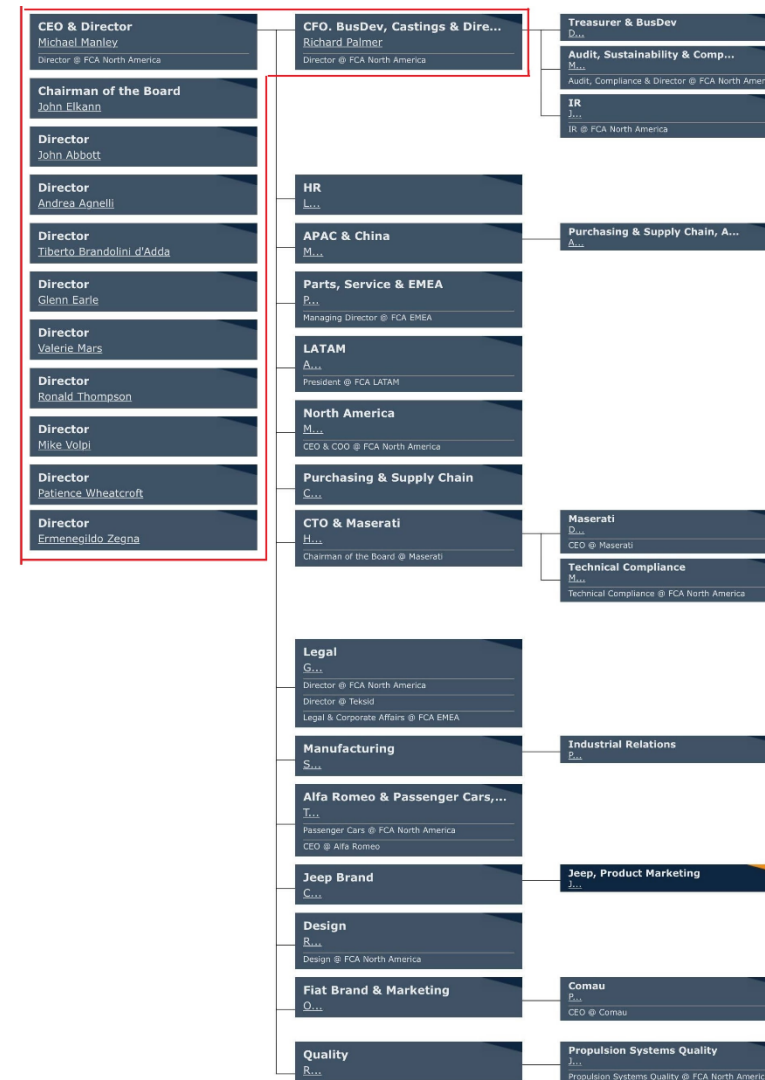 CEO & Director
Michael Manley
Director @ FCA North America
Chairman of the Board
John Elkann
Director
John Abbott
Director
Andrea Agnelli
Director
Tiberto Brandolini d'Adda
Director
Glenn Earle
Director
Valerie Mars
Director
Ronald Thompson
Director
Mike Volpi
Director
Patience Wheatcroft
Director
Ermenegildo Zegna
CFO. BusDev, Castings & Dire...
Richard Palmer
Director @ FCA North America
HR
L...
APAC & China
M...
Parts, Service & EMEA
P...
Managing Director @ FCA EMEA
LATAM
A...
President @ FCA LATAM
North America
M...
CEO & COO @ FCA North America
Purchasing & Supply Chain
C...
CTO & Maserati
H...
Chairman of the Board @ Maserati
Legal
G...
Director @ FCA North America
Director @ Teksid
Legal & Corporate Affairs @ FCA EMEA
Manufacturing
S...
Alfa Romeo & Passenger Cars,...
T...
Passenger Cars @ FCA North America
CEO @ Alfa Romeo
Jeep Brand
C...
Design
R...
Design @ FCA North America
Fiat Brand & Marketing
O...
Quality
R...
Treasurer & BusDev
D...
Audit, Sustainability & Comp...
M...
Audit, Compliance & Director @ FCA North Amer
IR
J...
IR @ FCA North America
Purchasing & Supply Chain, A...
A...
Maserati
D...
CEO @ Maserati
Technical Compliance
M...
Technical Compliance @ FCA North America
Industrial Relations
P...
Jeep, Product Marketing
J...
Comau
P...
CEO @ Comau
Propulsion Systems Quality
J...
Propulsion Systems Quality @ FCA North Americ